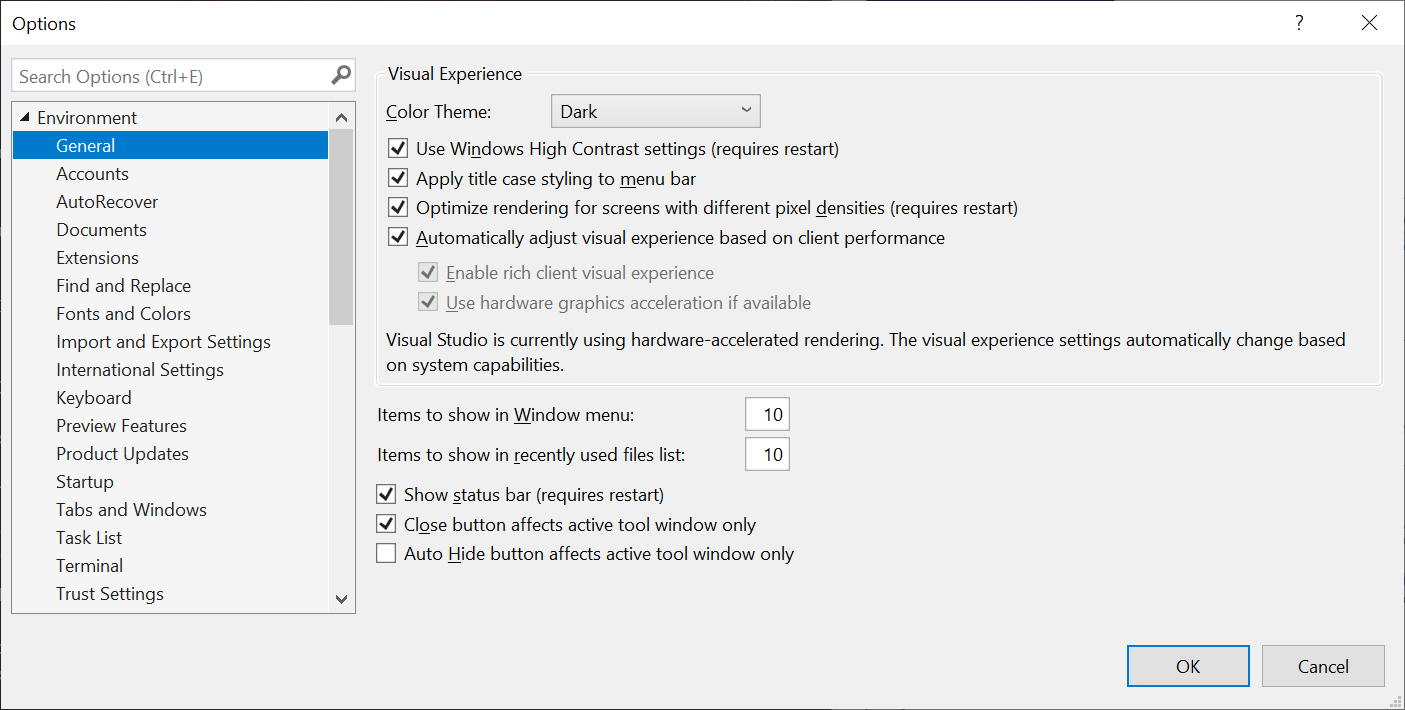 Options
?
Search Options (Ctrl+E)
Environment
General
Accounts
AutoRecover
Documents
Extensions
Find and Replace
Fonts and Colors
Import and Export Settings
International Settings
Keyboard
Preview Features
Product Updates
Startup
Tabs and Windows
Task List
Terminal
Trust Settings
Visual Experience
Color Theme: Dark
Use Windows High Contrast settings (requires restart)
Apply title case styling to menu bar
Optimize rendering for screens with different pixel densities (requires restart)
Automatically adjust visual experience based on client performance
Enable rich client visual experience
Use hardware graphics acceleration if available
Visual Studio is currently using hardware-accelerated rendering. The visual experience settings automatically change based
on system capabilities.
Items to show in Window menu: 10
Items to show in recently used files list: 10
Show status bar (requires restart)
Close button affects active tool window only
Auto Hide button affects active tool window only
OK Cancel